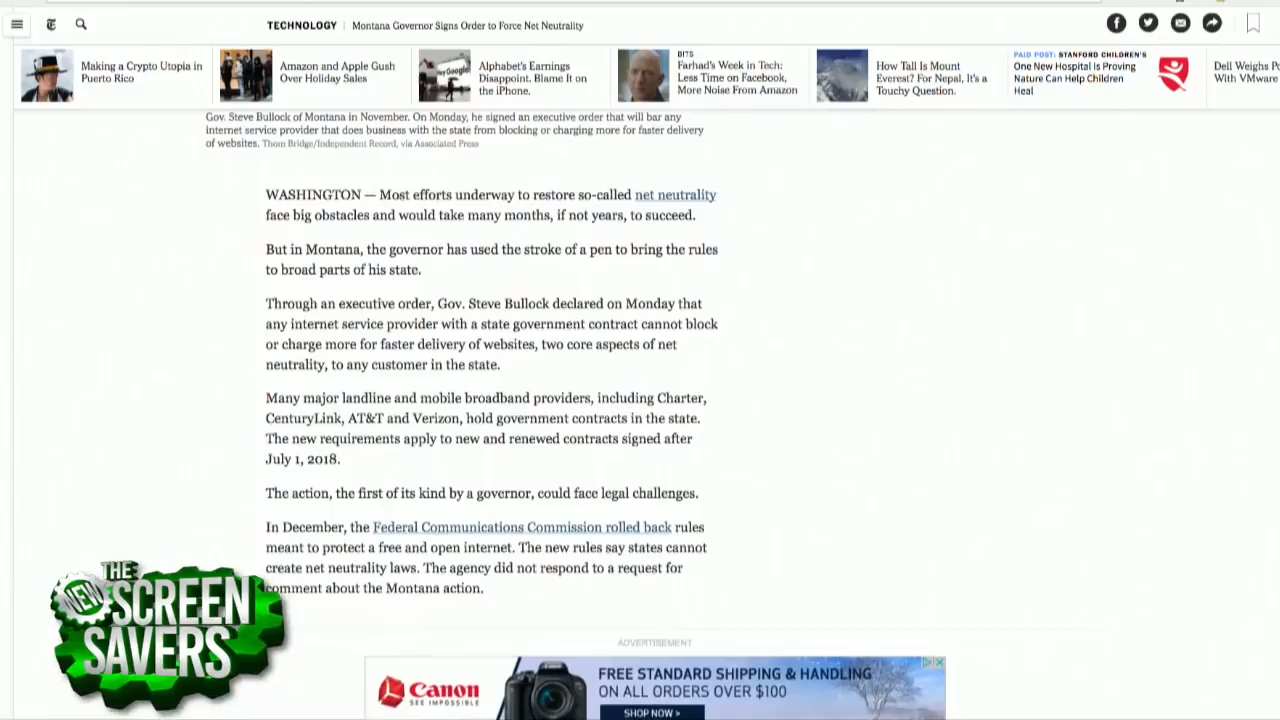 TECHNOLOGY | Montana Governor Signs Order to Force Net Neutrality
Making a Crypto Utopia in
Puerto Rico
Amazon and Apple Gush
Over Holiday Sales
Hey Google
Alphabet's Earnings
Disappoint. Blame It on
the iPhone.
BITS
Farhad's Week in Tech:
Less Time on Facebook,
More Noise From Amazon
How Tall Is Mount
Everest? For Nepal, It's a
Touchy Question.
PAID POST: STANFORD CHILDREN'S
One New Hospital Is Proving
Nature Can Help Children
Heal
Dell Weighs Po
With VMware
Gov. Steve Bullock of Montana in November. On Monday, he signed an executive order that will bar any
internet service provider that does business with the state from blocking or charging more for faster delivery
of websites. Thom Bridge/Independent Record, via Associated Press
WASHINGTON — Most efforts underway to restore so-called net neutrality
face big obstacles and would take many months, if not years, to succeed.
But in Montana, the governor has used the stroke of a pen to bring the rules
to broad parts of his state.
Through an executive order, Gov. Steve Bullock declared on Monday that
any internet service provider with a state government contract cannot block
or charge more for faster delivery of websites, two core aspects of net
neutrality, to any customer in the state.
Many major landline and mobile broadband providers, including Charter,
CenturyLink, AT&T and Verizon, hold government contracts in the state.
The new requirements apply to new and renewed contracts signed after
July 1, 2018.
The action, the first of its kind by a governor, could face legal challenges.
In December, the Federal Communications Commission rolled back rules
meant to protect a free and open internet. The new rules say states cannot
create net neutrality laws. The agency did not respond to a request for
comment about the Montana action.
THE
NEW
SCREEN
SAVERS
ADVERTISEMENT
Canon
SEE IMPOSSIBLE
FREE STANDARD SHIPPING & HANDLING
ON ALL ORDERS OVER $100
SHOP NOW >